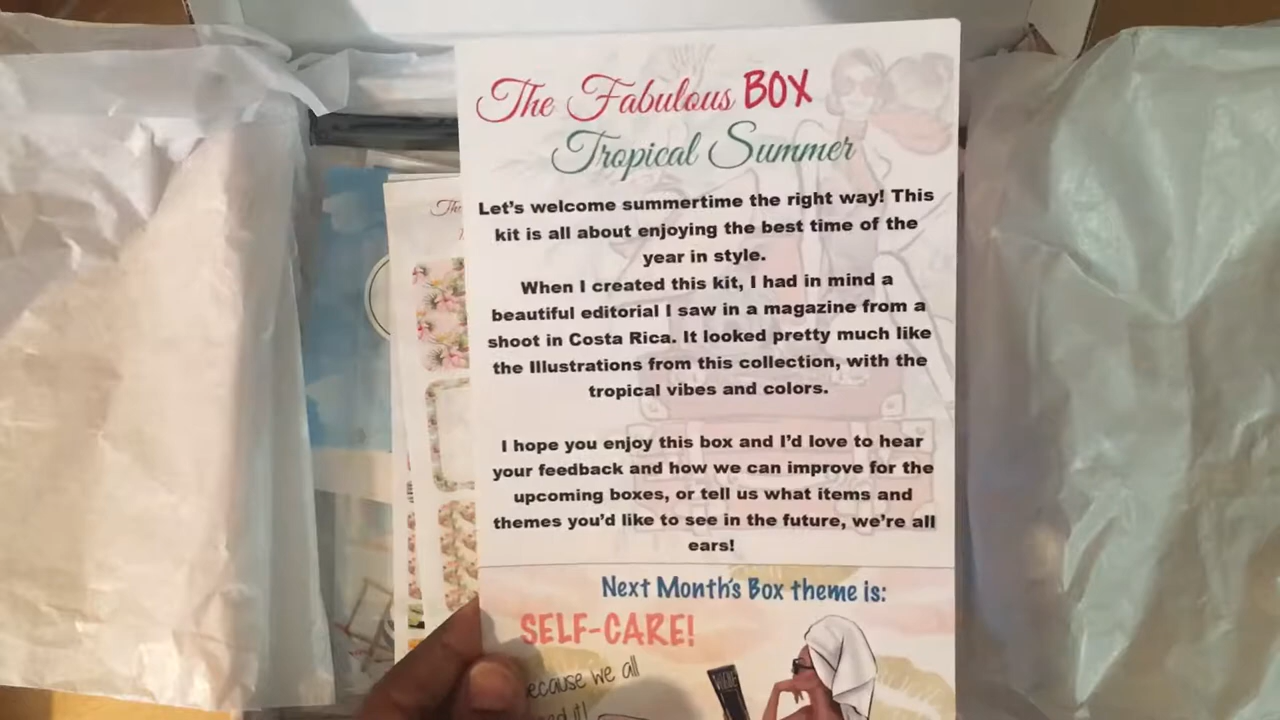 The Fabulous BOX
Tropical Summer
Let's welcome summertime the right way! This
kit is all about enjoying the best time of the
year in style.
When I created this kit, I had in mind a
beautiful editorial I saw in a magazine from a
shoot in Costa Rica. It looked pretty much like
the Illustrations from this collection, with the
tropical vibes and colors.
I hope you enjoy this box and I'd love to hear
your feedback and how we can improve for the
upcoming boxes, or tell us what items and
themes you'd like to see in the future, we're all
ears!
Next Month's Box theme is:
SELF-CARE!
ecause we all
it!
The